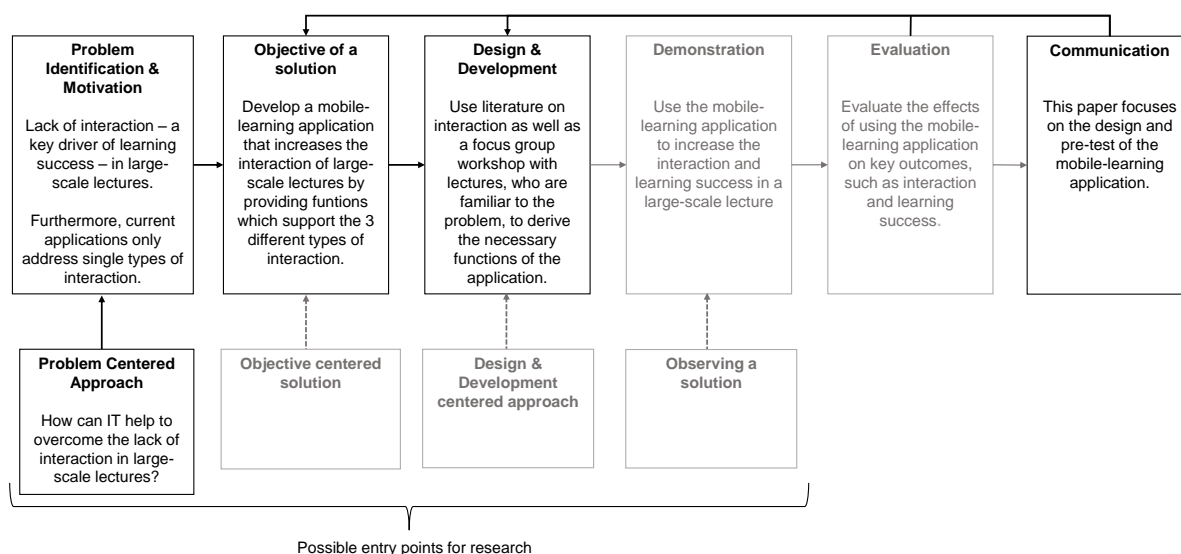 Problem
Identification &
Motivation
Lack of interaction – a
key driver of learning
success – in large-
scale lectures.
Furthermore, current
applications only
address single types of
interaction.
Objective of a
solution
Develop a mobile-
learning application
that increases the
interaction of large-
scale lectures by
providing funtions
which support the 3
different types of
interaction.
Design &
Development
Use literature on
interaction as well as
a focus group
workshop with
lectures, who are
familiar to the
problem, to derive
the necessary
functions of the
application.
Demonstration
Use the mobile-
learning application
to increase the
interaction and
learning success in a
large-scale lecture
Evaluation
Evaluate the effects
of using the mobile-
learning application
on key outcomes,
such as interaction
and learning
success.
Communication
This paper focuses
on the design and
pre-test of the
mobile-learning
application.
Problem Centered
Approach
How can IT help to
overcome the lack of
interaction in large-
scale lectures?
Objective centered
solution
Design &
Development
centered approach
Observing a
solution
Possible entry points for research